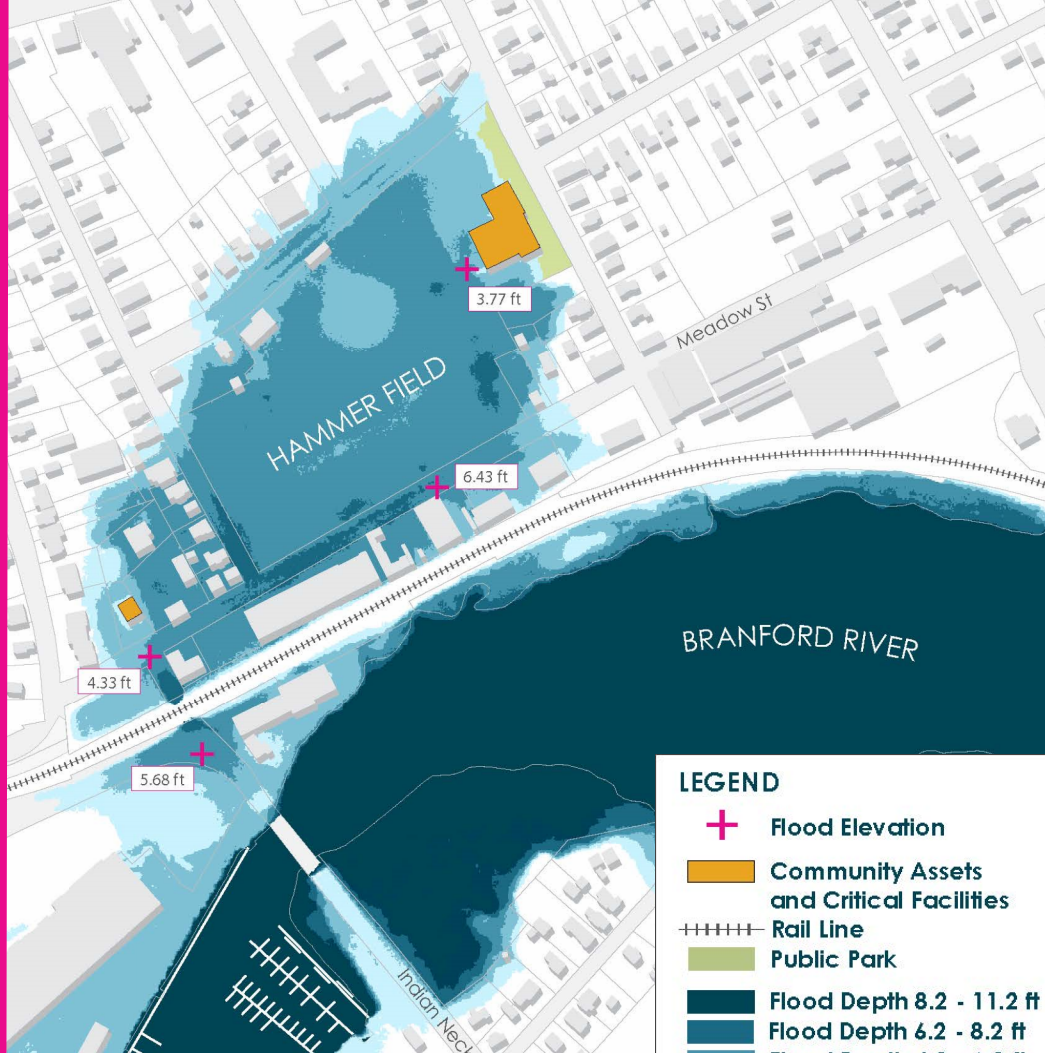 3.77 ft
Meadow St
HAMMER FIELD
6.43 ft
BRANFORD RIVER
4.33 ft
5.68 ft
Indian Neck
LEGEND
Flood Elevation
Community Assets
and Critical Facilities
Rail Line
Public Park
Flood Depth 8.2 - 11.2 ft
Flood Depth 6.2 - 8.2 ft